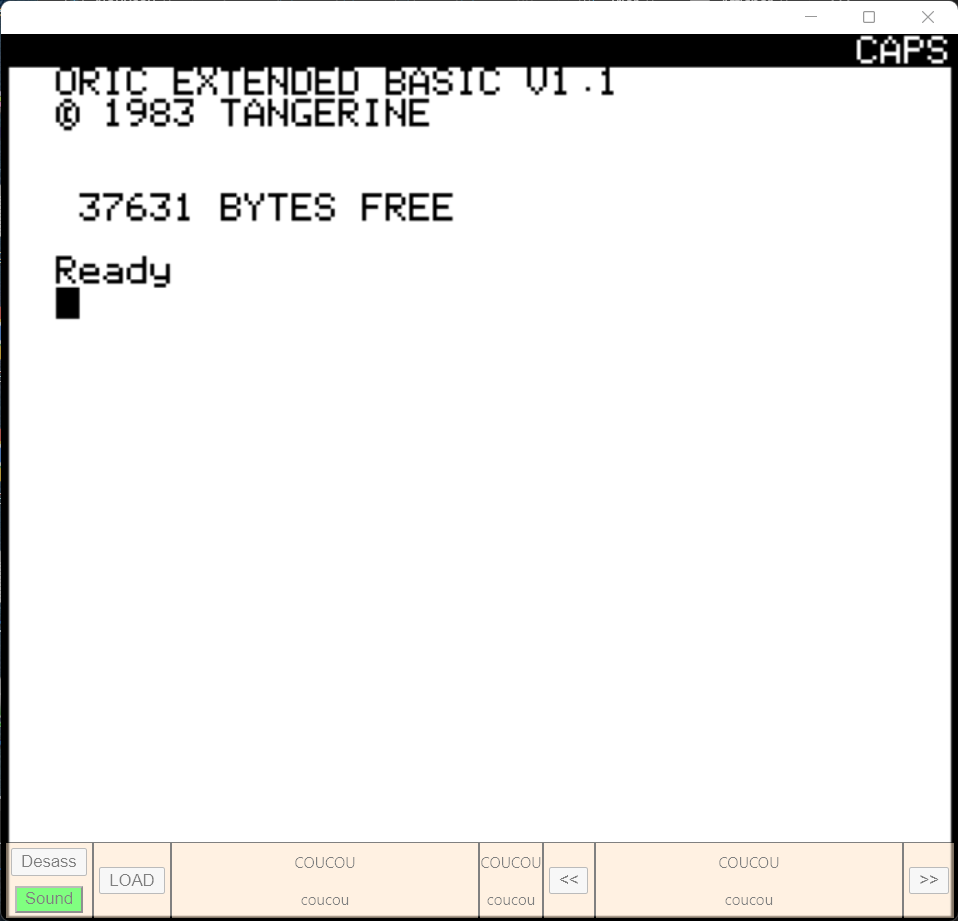 CAPS
ORIC EXTENDED BASIC V1.1
© 1983 TANGERINE
37631 BYTES FREE
Ready
Desass
Sound
LOAD
COUCOU
coucou
COUCOU
coucou
<<
COUCOU
coucou
>>